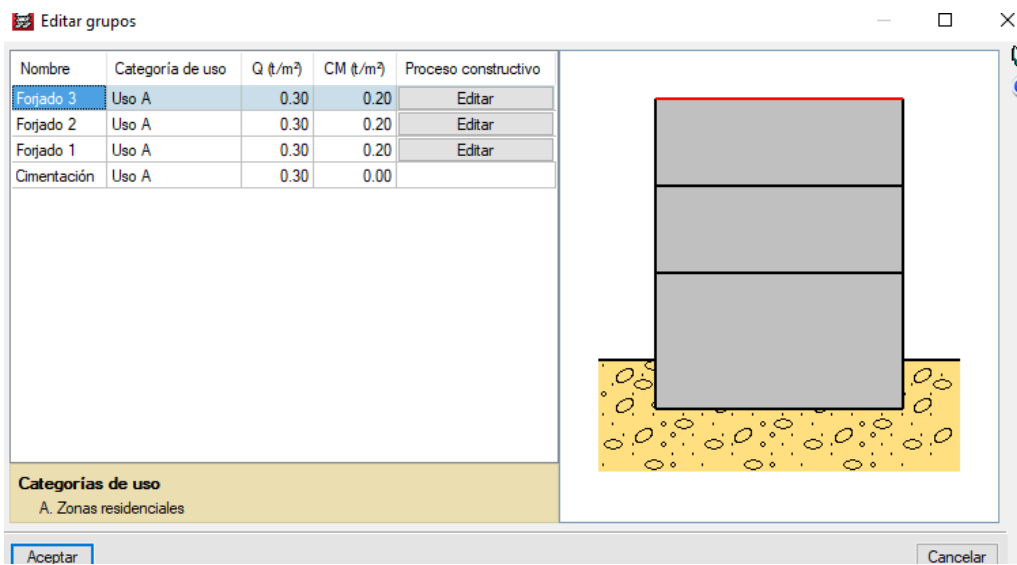 Editar grupos
Nombre Categoría de uso Q (t/m²) CM (t/m²) Proceso constructivo
Forjado 3 Uso A 0.30 0.20 Editar
Forjado 2 Uso A 0.30 0.20 Editar
Forjado 1 Uso A 0.30 0.20 Editar
Cimentación Uso A 0.30 0.00
Categorías de uso
A. Zonas residenciales
Aceptar Cancelar